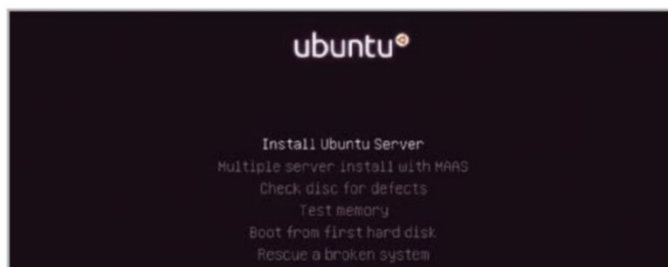 ubuntu
Install Ubuntu Server
Multiple server install with MAAS
Check disc for defects
Test memory
Boot from first hard disk
Rescue a broken system